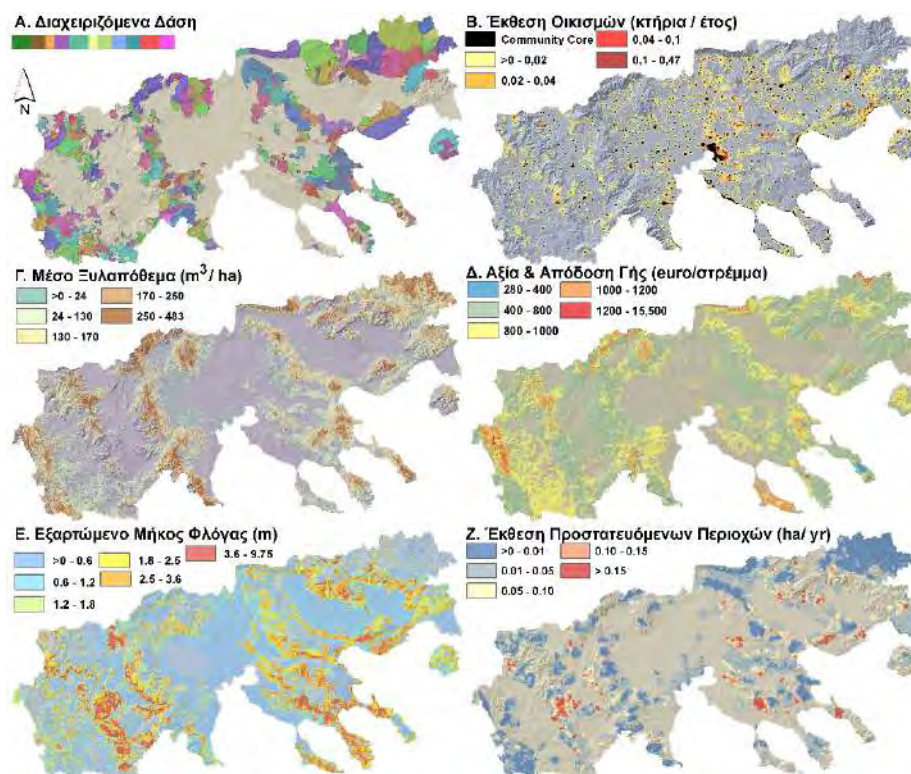 Α. Διαχειριζόμενα Δάση
N
Β. Έκθεση Οικισμών (κτήρια / έτος)
Community Core
>0 - 0,02
0,02 - 0,04
0,04 - 0,1
0,1 - 0,47
Γ. Μέσο Ξυλαπόθεμα (m³/ ha)
>0 - 24
24 - 130
130 - 170
170 - 250
250 - 483
Δ. Αξία & Απόδοση Γής (euro/στρέμμα)
280 - 400
400 - 800
800 - 1000
1000 - 1200
1200 - 15,500
Ε. Εξαρτώμενο Μήκος Φλόγας (m)
>0 - 0.6
0.6 - 1.2
1.2 - 1.8
1.8 - 2.5
2.5 - 3.6
3.6 - 9.75
Ζ. Έκθεση Προστατευόμενων Περιοχών (ha/ yr)
>0 - 0.01
0.01 - 0.05
0.05 - 0.10
0.10 - 0.15
> 0.15